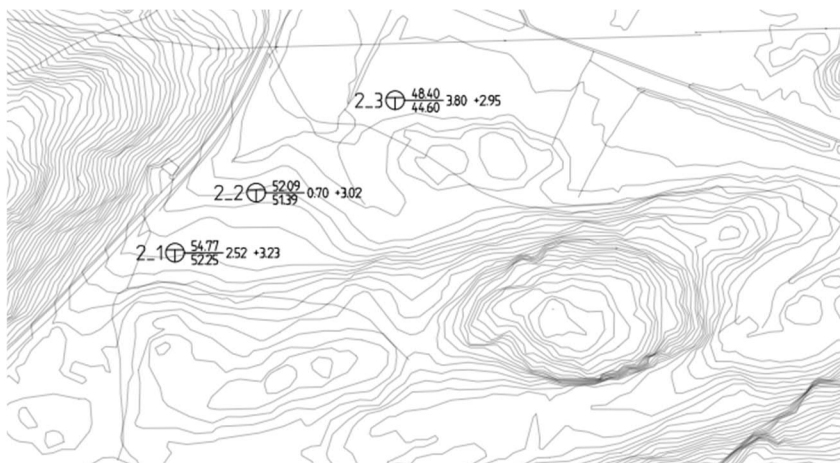 2_3 T 48.40 3.80 +2.95
44.60
2_2 T 52.09 0.70 +3.02
51.39
2_1 T 54.77 2.52 +3.23
52.25